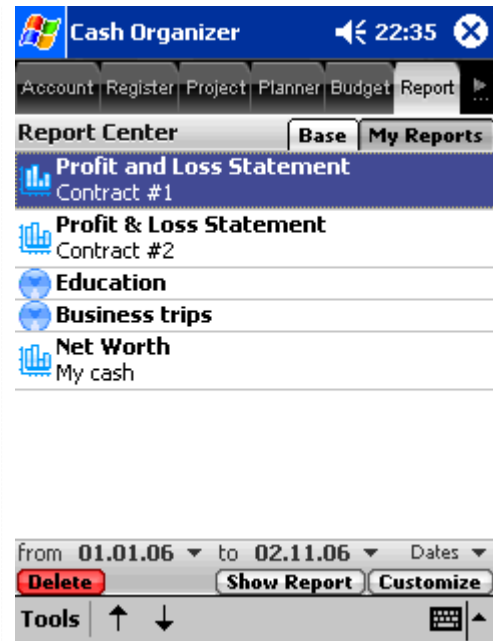 Cash Organizer 22:35
Account Register Project Planner Budget Report
Report Center Base My Reports
Profit and Loss Statement
Contract #1
Profit & Loss Statement
Contract #2
Education
Business trips
Net Worth
My cash
from 01.01.06 to 02.11.06 Dates
Delete Show Report Customize
Tools